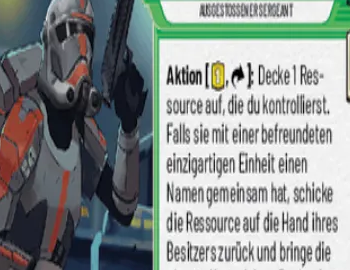 AUSGESTOSSENER SERGEANT
Aktion [1, ]: Decke 1 Res-
source auf, die du kontrollierst.
Falls sie mit einer befreundeten
einzigartigen Einheit einen
Namen gemeinsam hat, schicke
die Ressource auf die Hand ihres
Besitzers zurück und bringe die